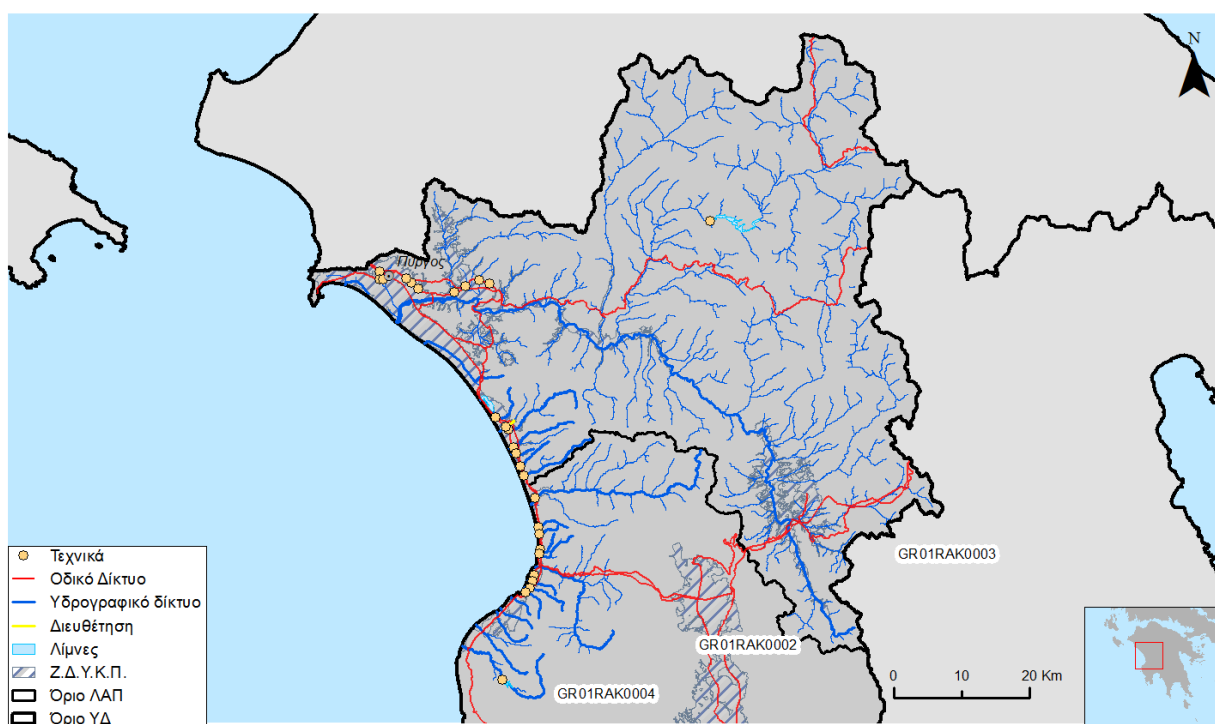 N
Πύργος
GR01RAK0003
GR01RAK0002
GR01RAK0004
0 10 20 Km
Τεχνικά
Οδικό Δίκτυο
Υδρογραφικό δίκτυο
Διευθέτηση
Λίμνες
Ζ.Δ.Υ.Κ.Π.
Όριο ΛΑΠ
Όριο ΥΔ